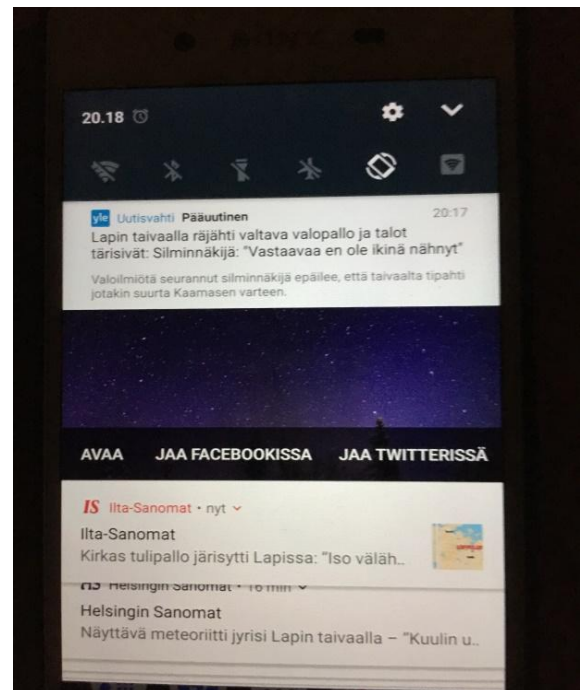 20.18
yle Uutisvahti Pääuutinen 20:17
Lapin taivaalla räjähti valtava valopallo ja talot
tärisivät: Silminnäkijä: "Vastaavaa en ole ikinä nähnyt"
Valoilmiötä seurannut silminnäkijä epäilee, että taivaalta tipahti
jotakin suurta Kaamasen varteen.
AVAA JAA FACEBOOKISSA JAA TWITTERISSÄ
IS Ilta-Sanomat • nyt
Ilta-Sanomat
Kirkas tulipallo järisytti Lapissa: "Iso väläh..
HS Helsingin Sanomat • 16 min
Helsingin Sanomat
Näyttävä meteoriitti jyrisi Lapin taivaalla – "Kuulin u..